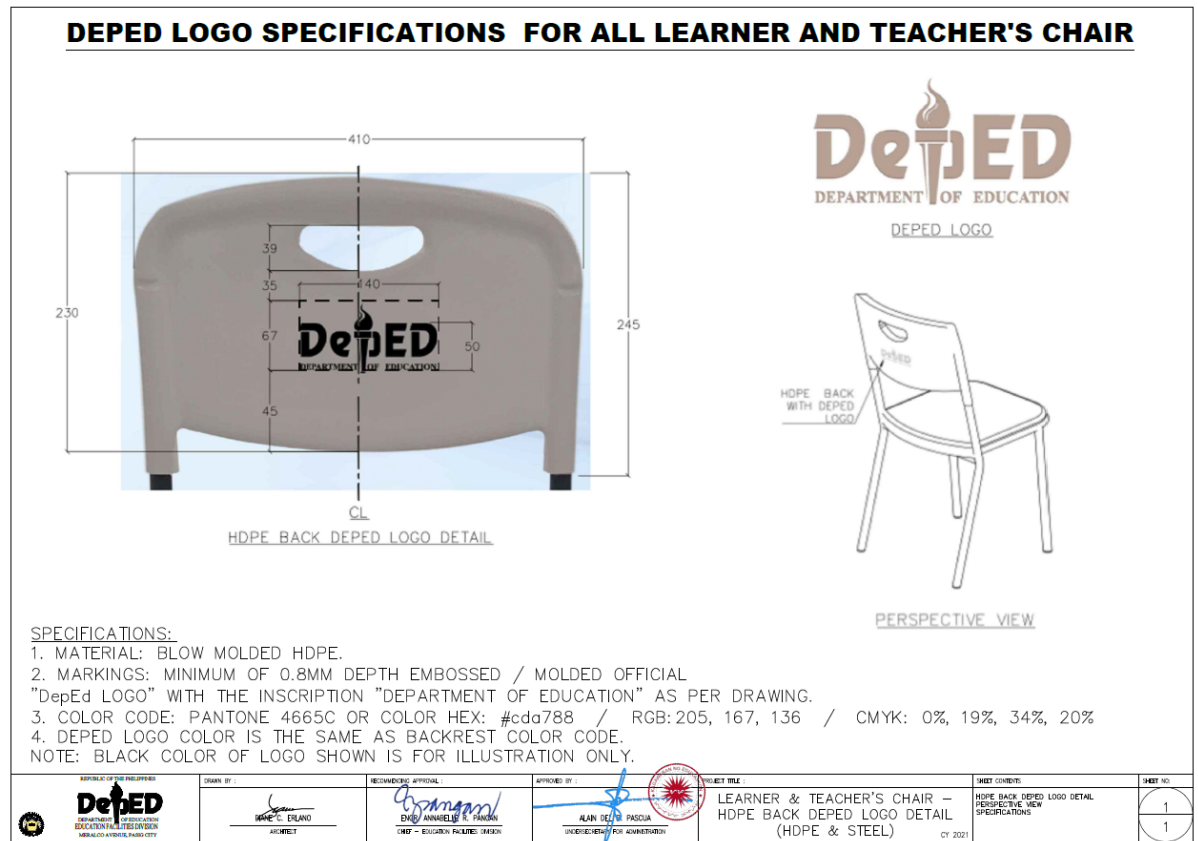 DEPED LOGO SPECIFICATIONS FOR ALL LEARNER AND TEACHER'S CHAIR
410
39
35
140
230
67
50
245
45
DepED
DEPARTMENT OF EDUCATION
CL
HDPE BACK DEPED LOGO DETAIL
DepED
DEPARTMENT OF EDUCATION
DEPED LOGO
DepED
HDPE BACK
WITH DEPED
LOGO
PERSPECTIVE VIEW
SPECIFICATIONS:
1. MATERIAL: BLOW MOLDED HDPE.
2. MARKINGS: MINIMUM OF 0.8MM DEPTH EMBOSSED / MOLDED OFFICIAL
"DepEd LOGO" WITH THE INSCRIPTION "DEPARTMENT OF EDUCATION" AS PER DRAWING.
3. COLOR CODE: PANTONE 4665C OR COLOR HEX: #cda788 / RGB: 205, 167, 136 / CMYK: 0%, 19%, 34%, 20%
4. DEPED LOGO COLOR IS THE SAME AS BACKREST COLOR CODE.
NOTE: BLACK COLOR OF LOGO SHOWN IS FOR ILLUSTRATION ONLY.
REPUBLIC OF THE PHILIPPINES
DepED
DEPARTMENT OF EDUCATION
EDUCATION FACILITIES DIVISION
MERALCO AVENUE, PASIG CITY
DRAWN BY :
DIANE C. ERLANO
ARCHITECT
RECOMMENDING APPROVAL :
ENGR. ANNABELLE R. PANGAN
CHIEF - EDUCATION FACILITIES DIVISION
APPROVED BY :
ALAIN DEL PASCUA
UNDERSECRETARY FOR ADMINISTRATION
PROJECT TITLE :
LEARNER & TEACHER'S CHAIR -
HDPE BACK DEPED LOGO DETAIL
(HDPE & STEEL)
CY 2021
SHEET CONTENTS
HDPE BACK DEPED LOGO DETAIL
PERSPECTIVE VIEW
SPECIFICATIONS
SHEET NO:
1
1